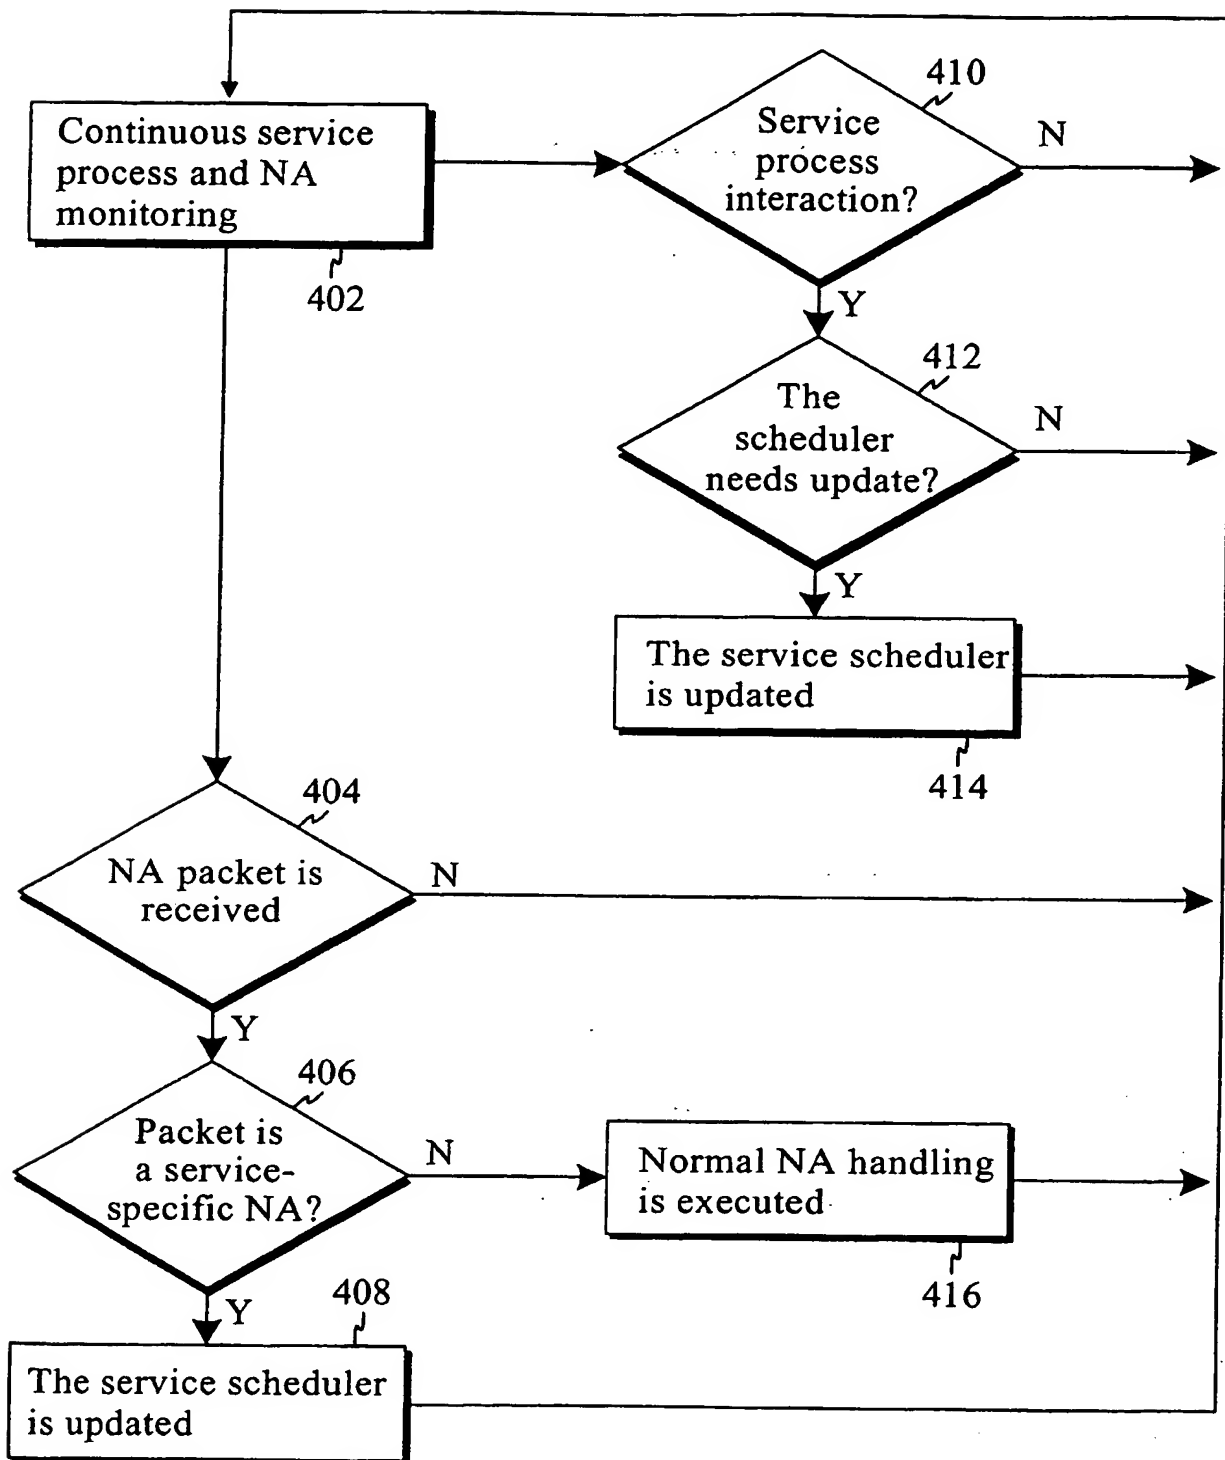 410
Service
process
interaction?
N
Continuous service
process and NA
monitoring
402
Y
412
The
scheduler
needs update?
N
Y
The service scheduler
is updated
414
404
NA packet is
received
N
Y
406
Packet is
a service-
specific NA?
N
Normal NA handling
is executed
416
Y
408
The service scheduler
is updated